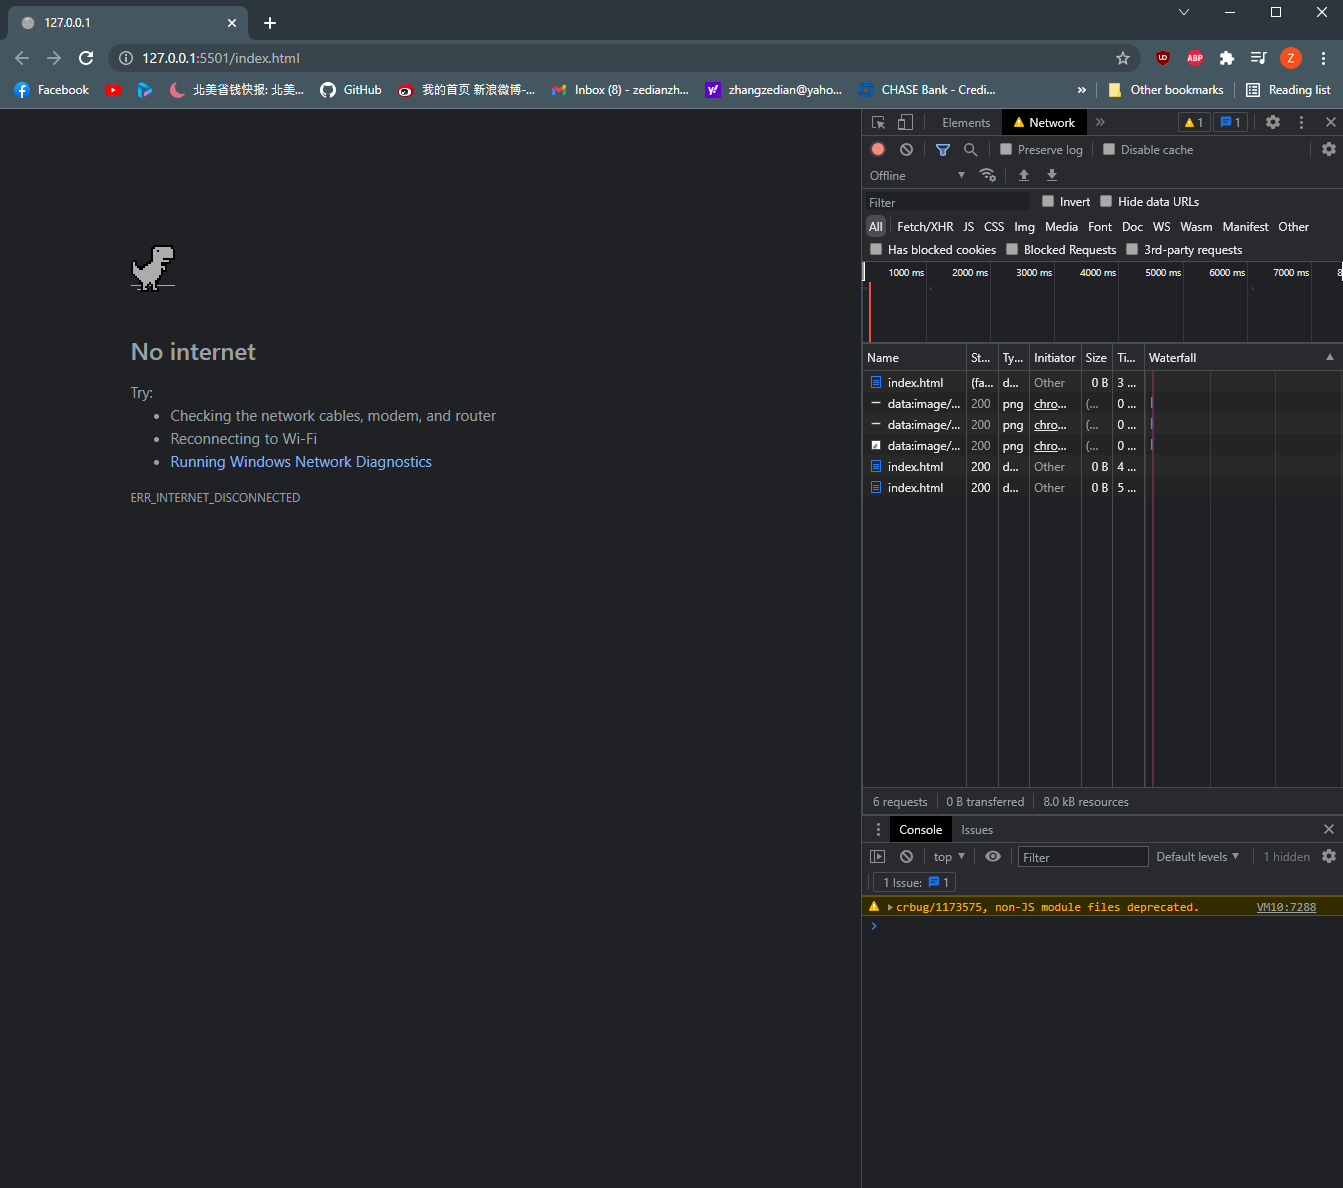 127.0.0.1
127.0.0.1:5501/index.html
UD ABP Z
Facebook 北美省钱快报: 北美... GitHub 我的首页 新浪微博-... Inbox (8) - zedianzh... y! zhangzedian@yaho... CHASE Bank - Credi... » Other bookmarks Reading list
No internet
Try:
• Checking the network cables, modem, and router
• Reconnecting to Wi-Fi
• Running Windows Network Diagnostics
ERR_INTERNET_DISCONNECTED
Elements Network » 1 1
Preserve log Disable cache
Offline
Filter Invert Hide data URLs
All Fetch/XHR JS CSS Img Media Font Doc WS Wasm Manifest Other
Has blocked cookies Blocked Requests 3rd-party requests
1000 ms 2000 ms 3000 ms 4000 ms 5000 ms 6000 ms 7000 ms 8
Name St... Ty... Initiator Size Ti... Waterfall
index.html (fa... d... Other 0 B 3 ...
data:image/... 200 png chro... (... 0 ...
data:image/... 200 png chro... (... 0 ...
data:image/... 200 png chro... (... 0 ...
index.html 200 d... Other 0 B 4 ...
index.html 200 d... Other 0 B 5 ...
6 requests 0 B transferred 8.0 kB resources
Console Issues
top Filter Default levels 1 hidden
1 Issue: 1
crbug/1173575, non-JS module files deprecated. VM10:7288